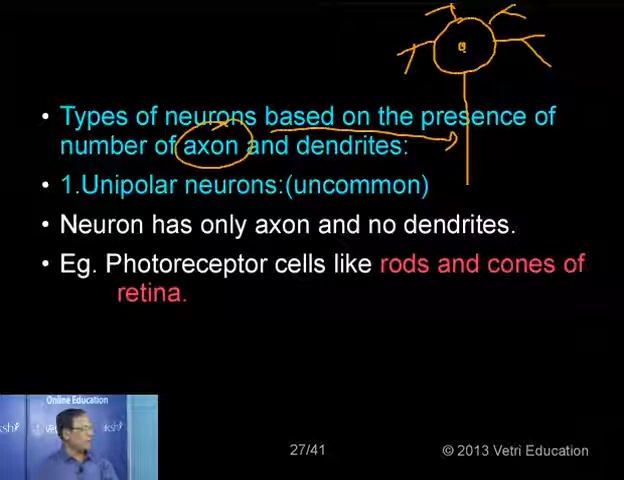 • Types of neurons based on the presence of
number of axon and dendrites:
• 1.Unipolar neurons:(uncommon)
• Neuron has only axon and no dendrites.
• Eg. Photoreceptor cells like rods and cones of
retina.
Online Education
27/41
© 2013 Vetri Education